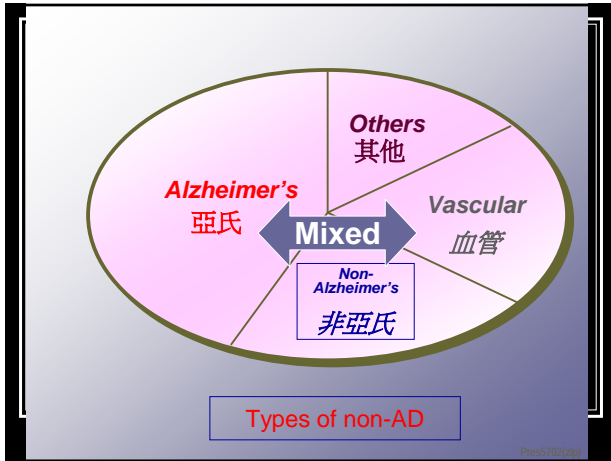 Others
其他
Alzheimer's
亞氏
Vascular
血管
Mixed
Non-
Alzheimer's
非亞氏
Types of non-AD